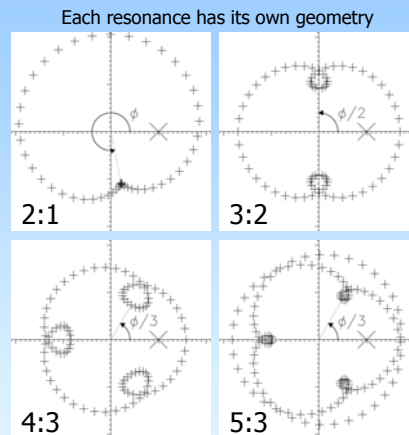 Each resonance has its own geometry
ϕ
2:1
ϕ/2
3:2
ϕ/3
4:3
ϕ/3
5:3